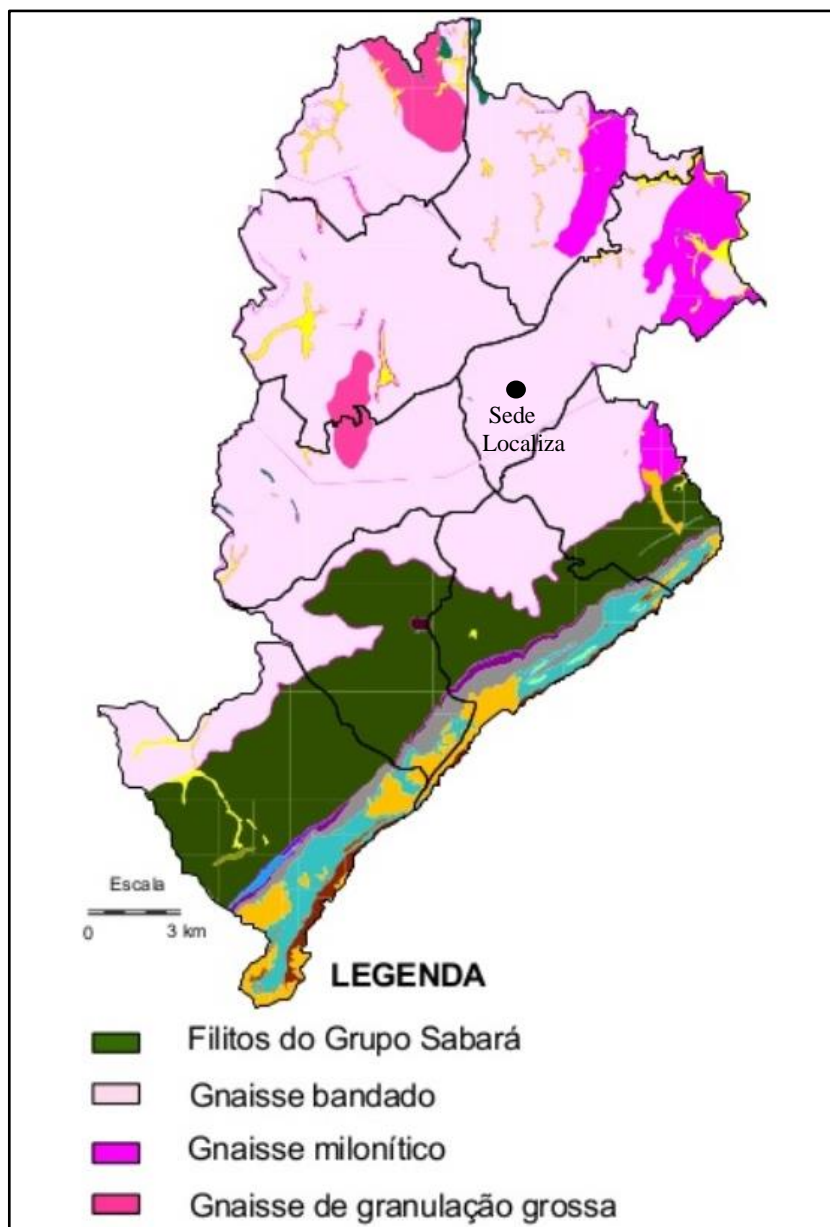 Sede
Localiza
Escala
0 3 km
LEGENDA
Filitos do Grupo Sabará
Gnaisse bandado
Gnaisse milonítico
Gnaisse de granulação grossa